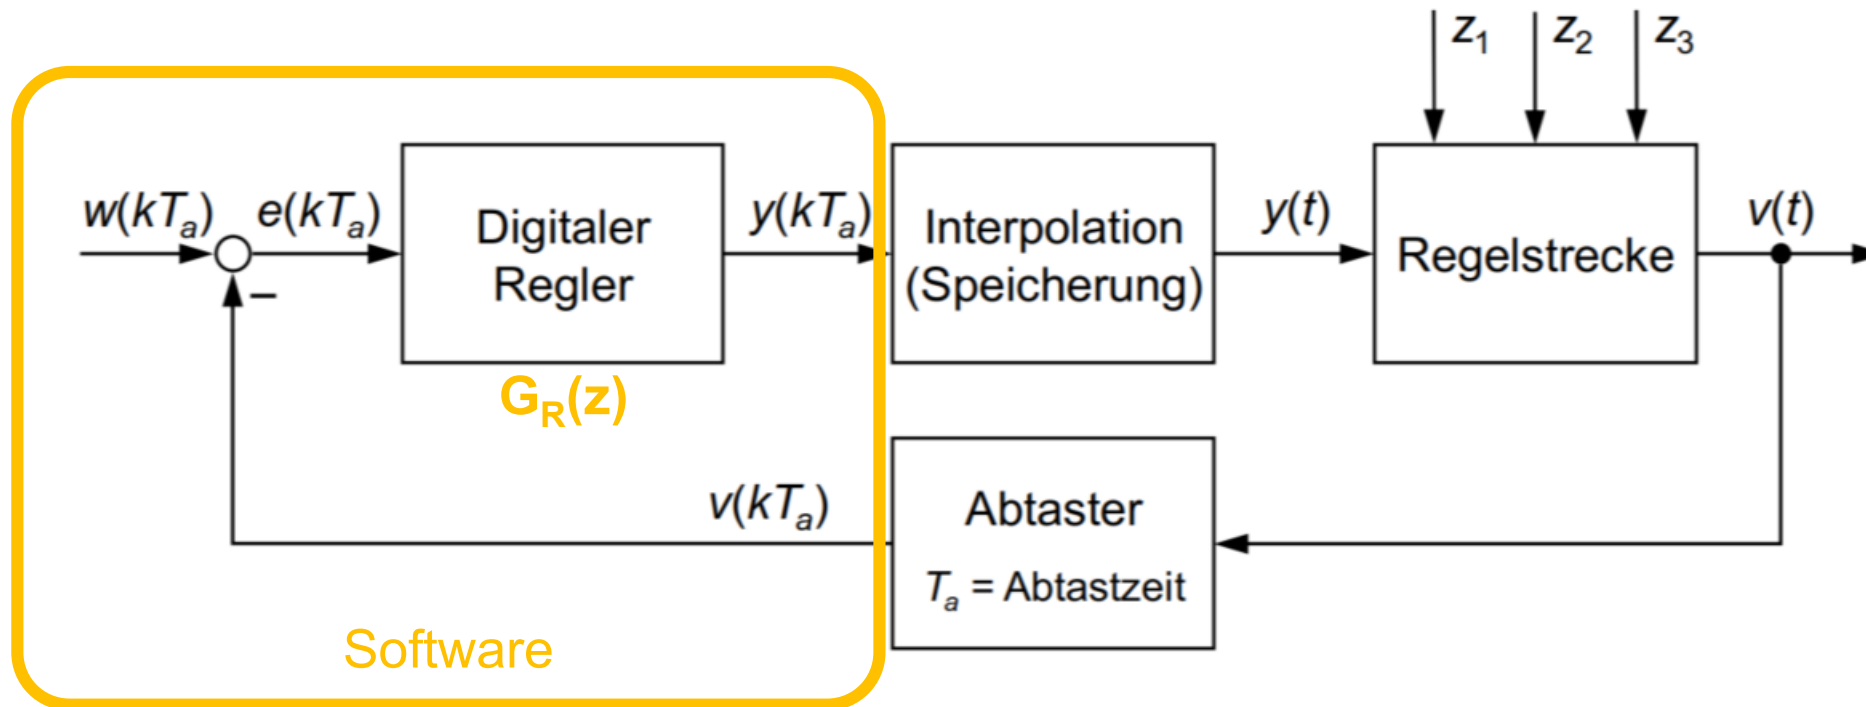 z1
z2
z3
w(kTa)
e(kTa)
Digitaler
Regler
y(kTa)
Interpolation
(Speicherung)
y(t)
Regelstrecke
v(t)
−
GR(z)
v(kTa)
Abtaster
Ta = Abtastzeit
Software